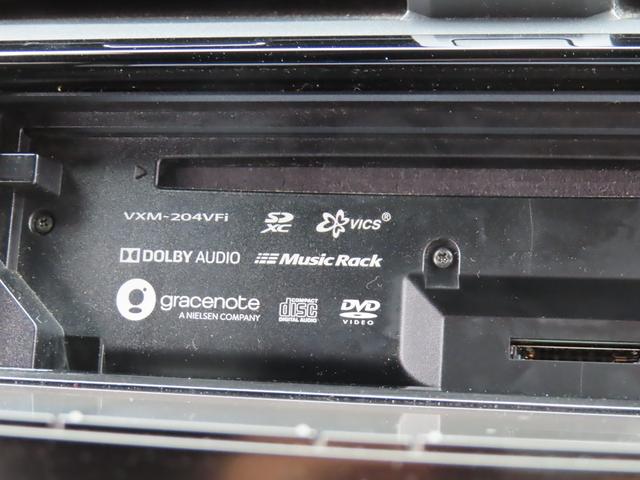 VXM-204VFi SD XC VICS®
DOLBY AUDIO Music Rack
gracenote COMPACT disc DIGITAL AUDIO DVD VIDEO
A NIELSEN COMPANY